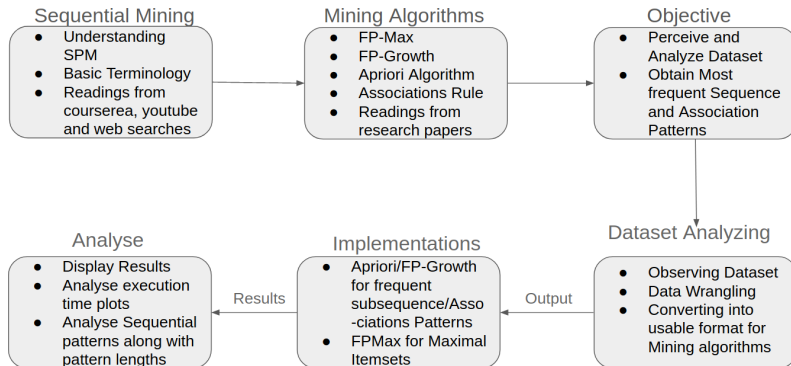 Sequential Mining
● Understanding
SPM
● Basic Terminology
● Readings from
courserea, youtube
and web searches
Mining Algorithms
● FP-Max
● FP-Growth
● Apriori Algorithm
● Associations Rule
● Readings from
research papers
Objective
● Perceive and
Analyze Dataset
● Obtain Most
frequent Sequence
and Association
Patterns
Dataset Analyzing
● Observing Dataset
● Data Wrangling
● Converting into
usable format for
Mining algorithms
Output
Implementations
● Apriori/FP-Growth
for frequent
subsequence/Asso
-ciations Patterns
● FPMax for Maximal
Itemsets
Results
Analyse
● Display Results
● Analyse execution
time plots
● Analyse Sequential
patterns along with
pattern lengths